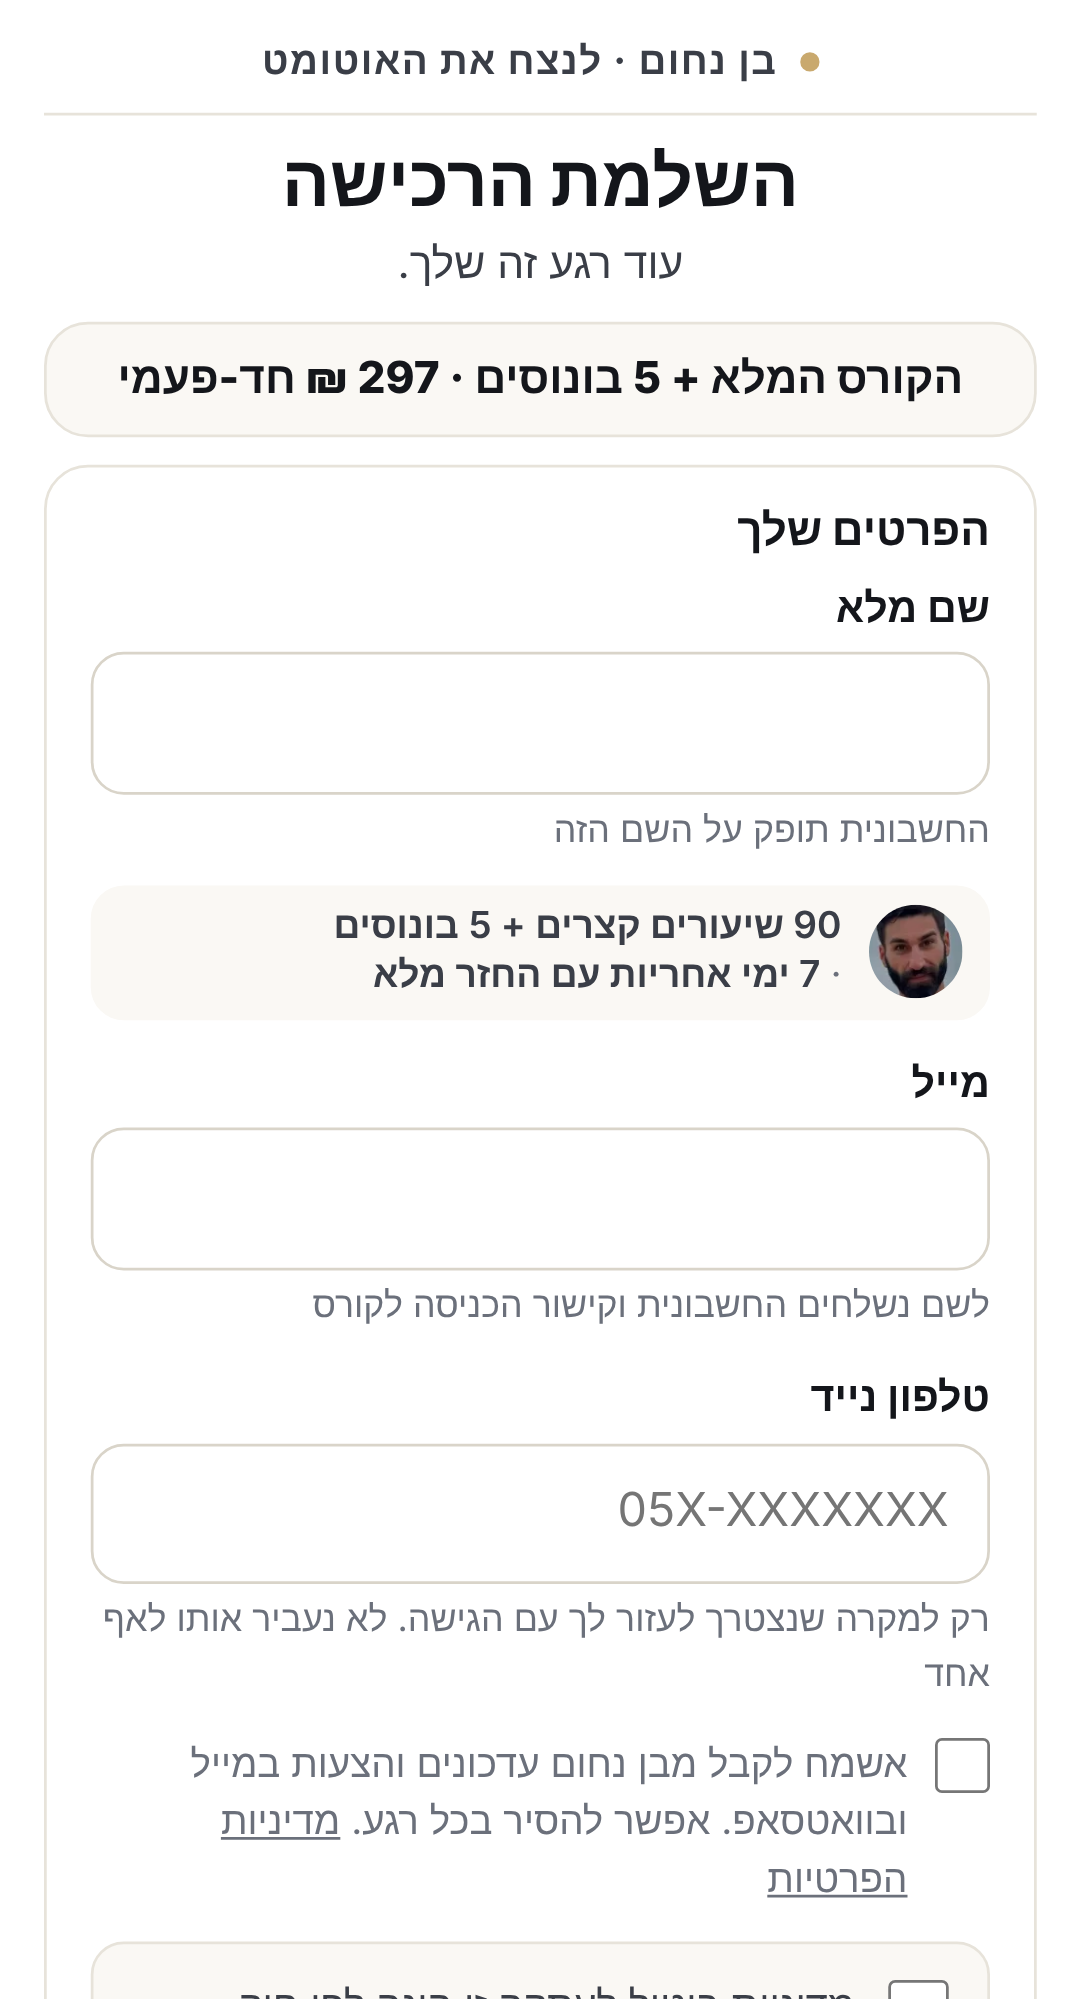 בן נחום · לנצח את האוטומט
השלמת הרכישה
עוד רגע זה שלך.
הקורס המלא + 5 בונוסים · 297 ₪ חד-פעמי
הפרטים שלך
שם מלא
החשבונית תופק על השם הזה
90 שיעורים קצרים + 5 בונוסים
· 7 ימי אחריות עם החזר מלא
מייל
לשם נשלחים החשבונית וקישור הכניסה לקורס
טלפון נייד
05X-XXXXXXX
רק למקרה שנצטרך לעזור לך עם הגישה. לא נעביר אותו לאף
אחד
אשמח לקבל מבן נחום עדכונים והצעות במייל
ובוואטסאפ. אפשר להסיר בכל רגע. מדיניות
הפרטיות